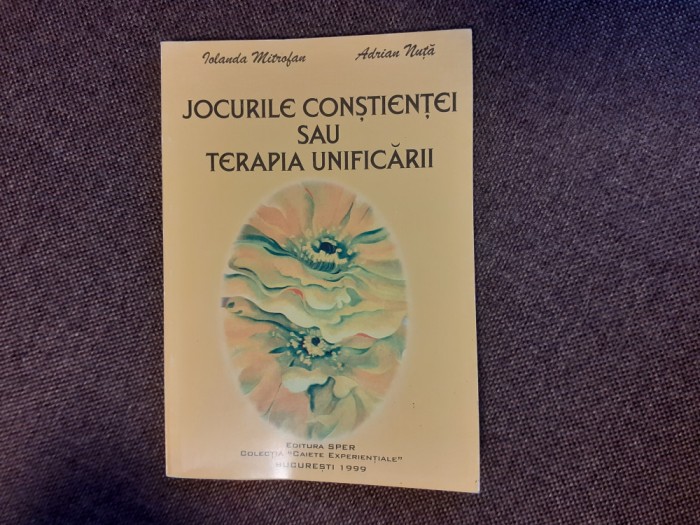 Iolanda Mitrofan Adrian Nuță
JOCURILE CONȘTIENȚEI
SAU
TERAPIA UNIFICĂRII
EDITURA SPER
COLECȚIA "CAIETE EXPERIENȚIALE"
BUCUREȘTI 1999